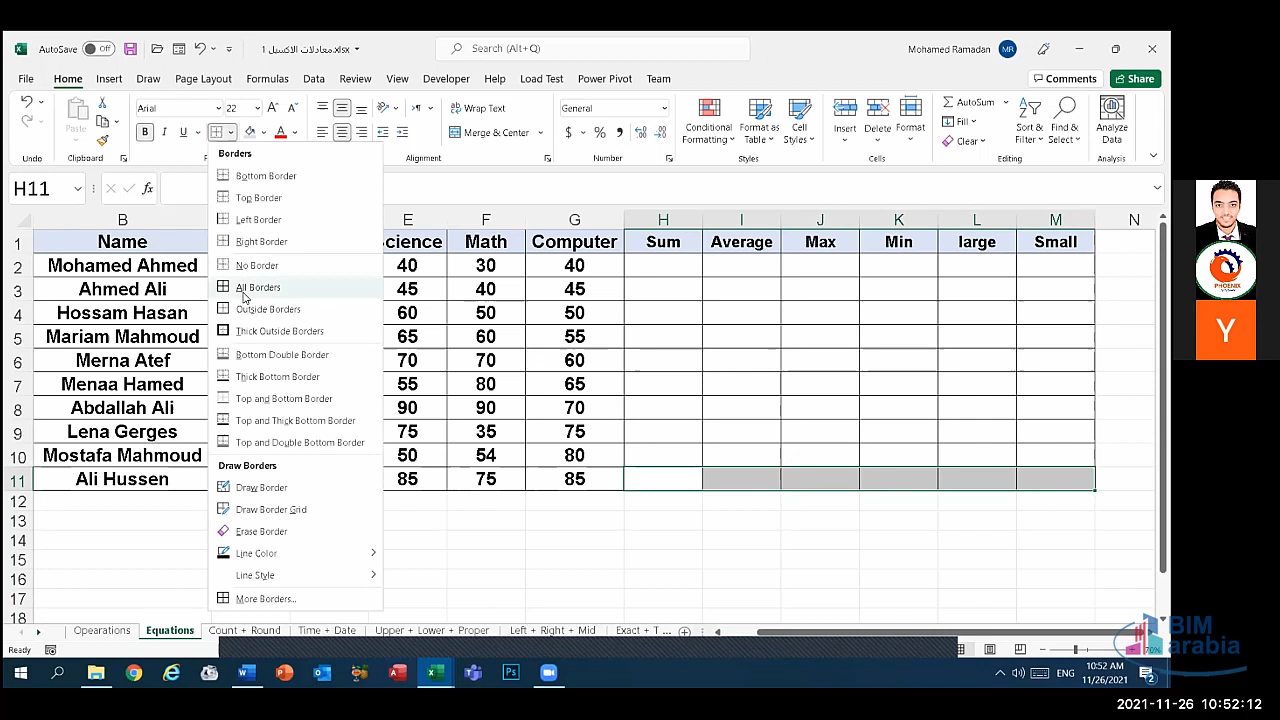 AutoSave Off معادلات الاكسيل 1.xlsx Search (Alt+Q) Mohamed Ramadan MR
File Home Insert Draw Page Layout Formulas Data Review View Developer Help Load Test Power Pivot Team Comments Share
Arial 22 Wrap Text General AutoSum
Paste B I U Merge & Center $ % Conditional Formatting Format as Table Cell Styles Insert Delete Format Fill Clear Sort & Filter Find & Select Analyze Data
Undo Clipboard Alignment Number Styles Cells Editing Analysis
H11 fx
Borders
Bottom Border
Top Border
Left Border
Right Border
No Border
All Borders
Outside Borders
Thick Outside Borders
Bottom Double Border
Thick Bottom Border
Top and Bottom Border
Top and Thick Bottom Border
Top and Double Bottom Border
Draw Borders
Draw Border
Draw Border Grid
Erase Border
Line Color
Line Style
More Borders...
B E F G H I J K L M N
1 Name Science Math Computer Sum Average Max Min large Small
2 Mohamed Ahmed 40 30 40
3 Ahmed Ali 45 40 45
4 Hossam Hasan 60 50 50
5 Mariam Mahmoud 65 60 55
6 Merna Atef 70 70 60
7 Menaa Hamed 55 80 65
8 Abdallah Ali 90 90 70
9 Lena Gerges 75 35 75
10 Mostafa Mahmoud 50 54 80
11 Ali Hussen 85 75 85
12
13
14
15
16
17
18
Opearations Equations Count + Round Time + Date Upper + Lower + Proper Left + Right + Mid Exact + T ...
Ready 70%
ENG 10:52 AM
11/26/2021 2
PHOENIX
Y
BIM
arabia
2021-11-26 10:52:12